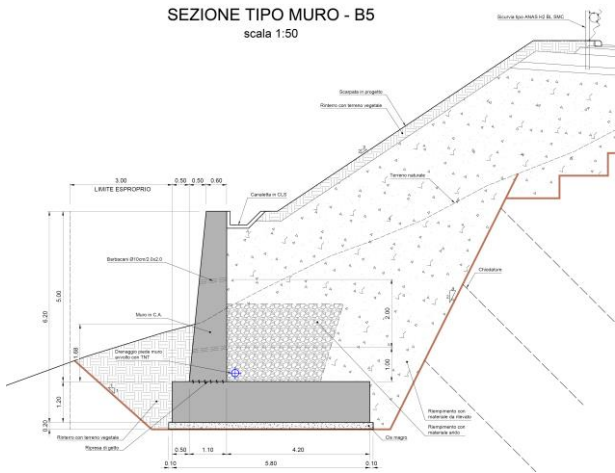 SEZIONE TIPO MURO - B5
scala 1:50
Sicurvia tipo ANAS H2 BL SMC
Scarpata in progetto
Rinterro con terreno vegetale
3.00
0.50
0.50
0.60
LIMITE ESPROPRIO
Canaletta in CLS
Terreno naturale
Barbacani Ø10cm/2.0x2.0
Chiodature
5.00
6.20
2.00
Muro in C.A.
1.68
Drenaggio piede muro
avvolto con TNT
1.00
1.20
0.20
Rinterro con terreno vegetale
Ripresa di getto
Riempimento con
materiale da rilevato
Riempimento con
materiale arido
Cls magro
0.50
1.10
4.20
0.10
5.80
0.10